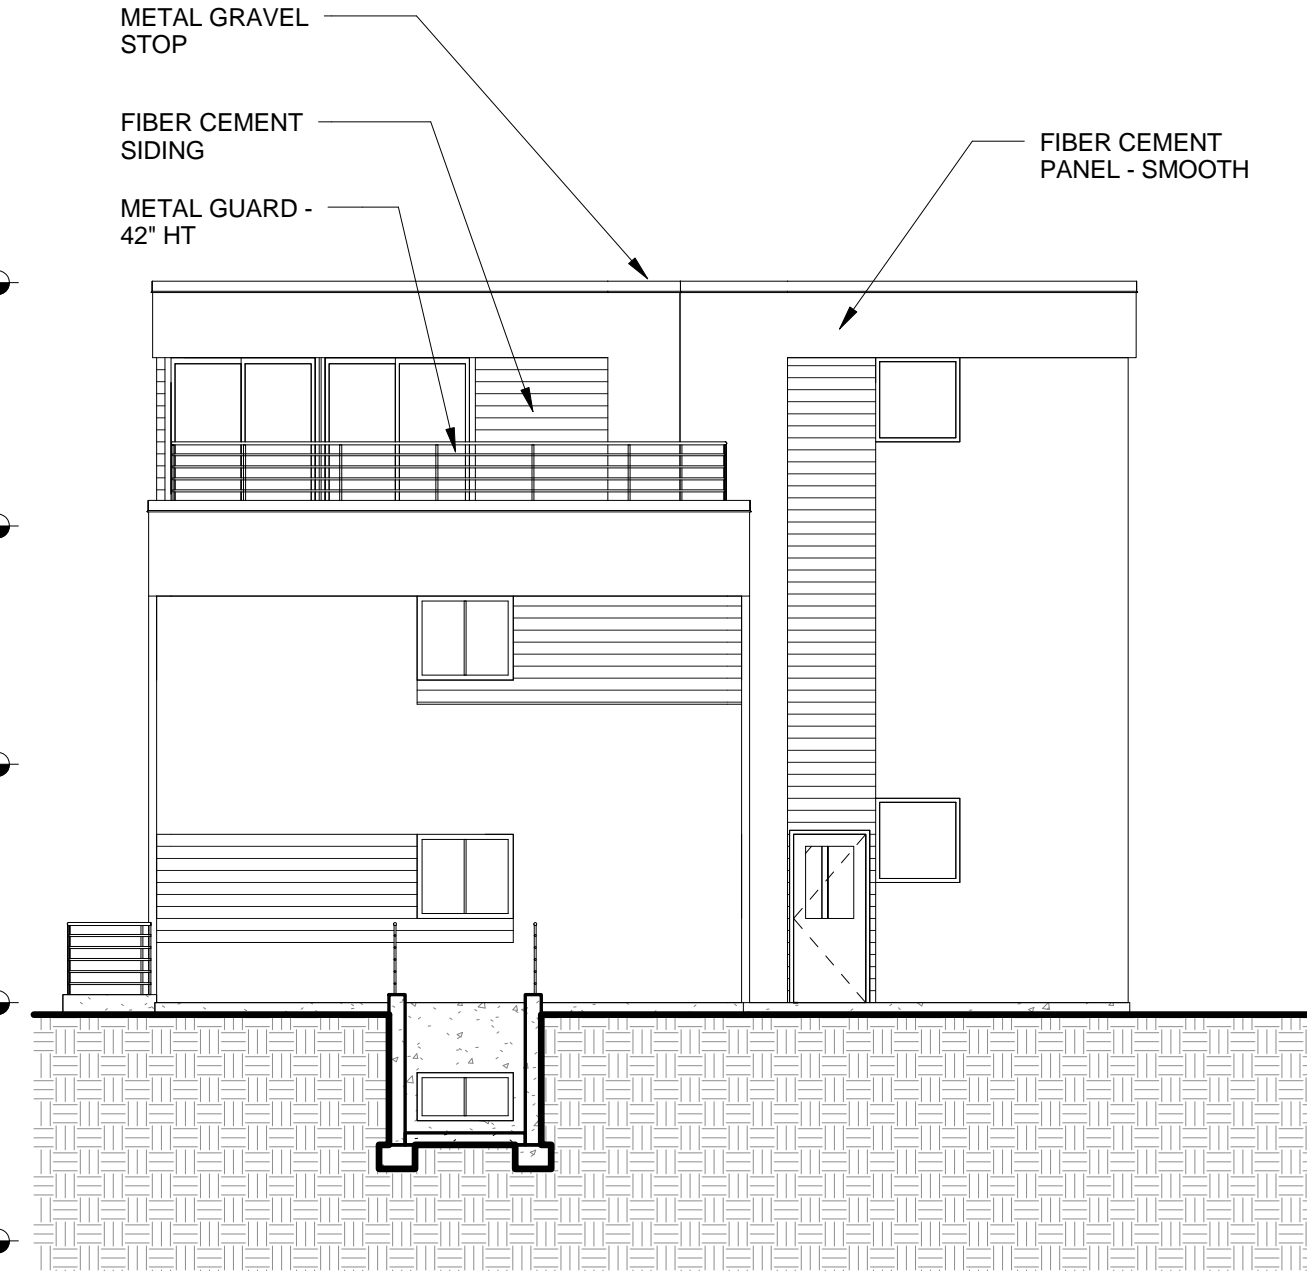 METAL GRAVEL
STOP
FIBER CEMENT
SIDING
METAL GUARD -
42" HT
FIBER CEMENT
PANEL - SMOOTH